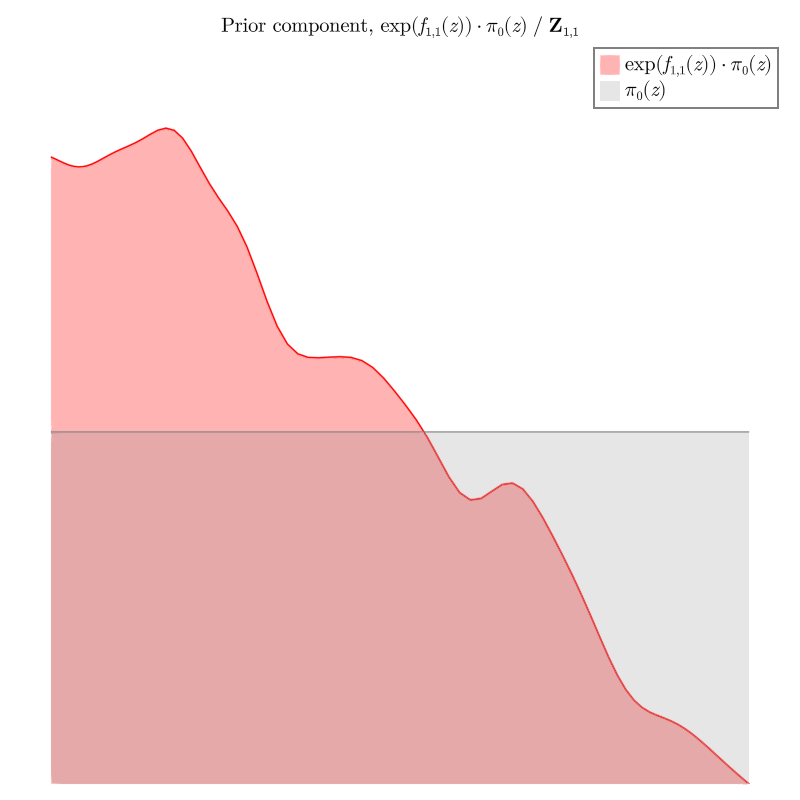 Prior component, exp(f₁,₁(z)) · π₀(z) / 𝐙₁,₁
exp(f₁,₁(z)) · π₀(z)
π₀(z)